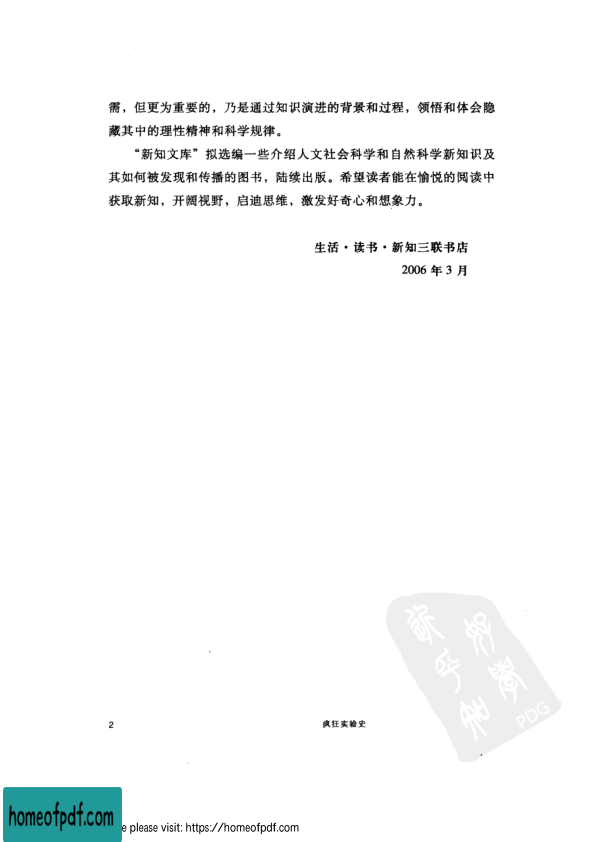 需，但更为重要的，乃是通过知识演进的背景和过程，领悟和体会隐
藏其中的理性精神和科学规律。
“新知文库”拟选编一些介绍人文社会科学和自然科学新知识及
其如何被发现和传播的图书，陆续出版。希望读者能在愉悦的阅读中
获取新知，开阔视野，启迪思维，激发好奇心和想象力。
生活·读书·新知三联书店
2006 年 3 月
好学
PDG
2
疯狂实验史
homeofpdf.com
e please visit: https://homeofpdf.com